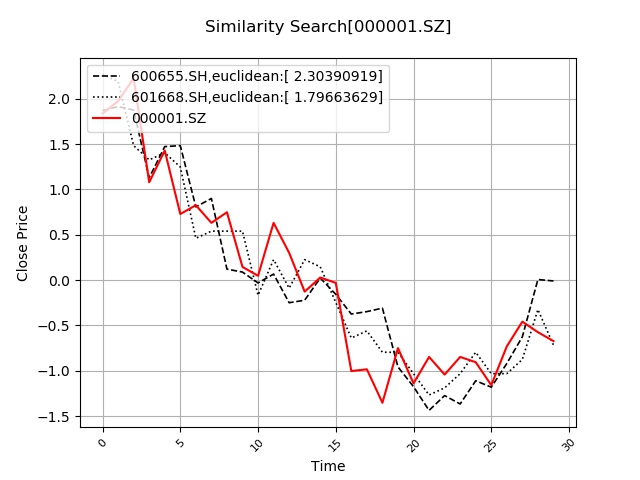 Similarity Search[000001.SZ]
600655.SH,euclidean:[ 2.30390919]
601668.SH,euclidean:[ 1.79663629]
000001.SZ
Close Price
2.0
1.5
1.0
0.5
0.0
−0.5
−1.0
−1.5
0 5 10 15 20 25 30
Time